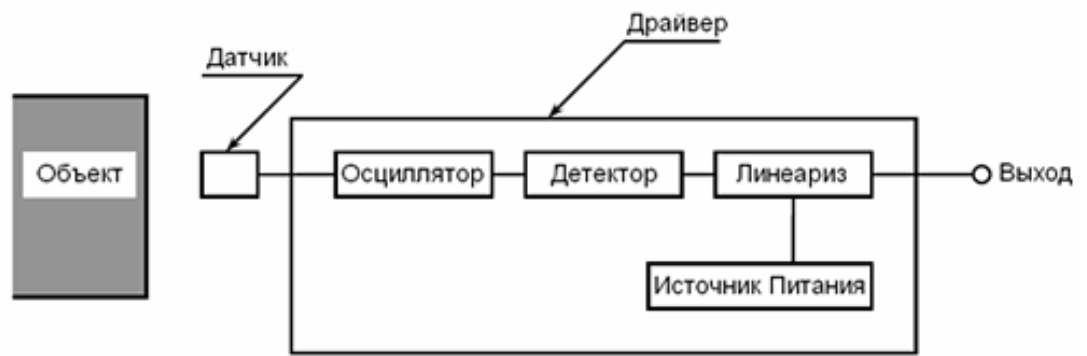 Драйвер
Датчик
Объект
Осциллятор
Детектор
Линеариз
Выход
Источник Питания